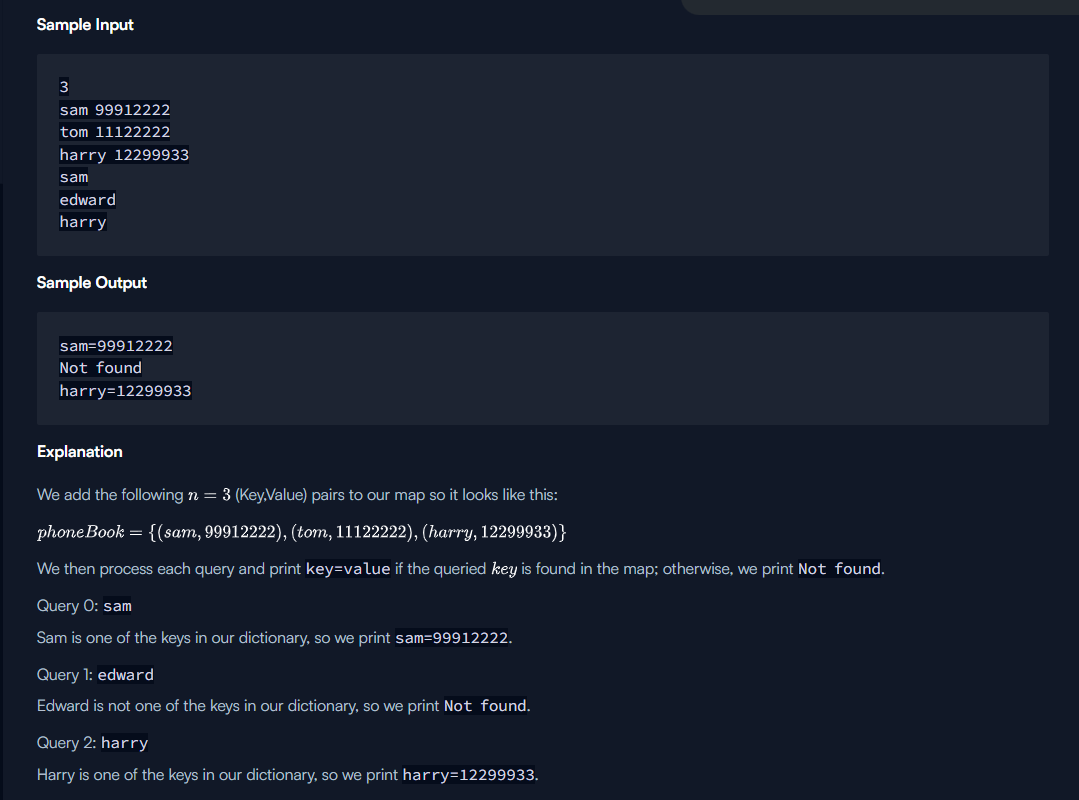 Sample Input
3
sam 99912222
tom 11122222
harry 12299933
sam
edward
harry
Sample Output
sam=99912222
Not found
harry=12299933
Explanation
We add the following n = 3 (Key,Value) pairs to our map so it looks like this:
phoneBook = {(sam, 99912222), (tom, 11122222), (harry, 12299933)}
We then process each query and print key=value if the queried key is found in the map; otherwise, we print Not found.
Query 0: sam
Sam is one of the keys in our dictionary, so we print sam=99912222.
Query 1: edward
Edward is not one of the keys in our dictionary, so we print Not found.
Query 2: harry
Harry is one of the keys in our dictionary, so we print harry=12299933.